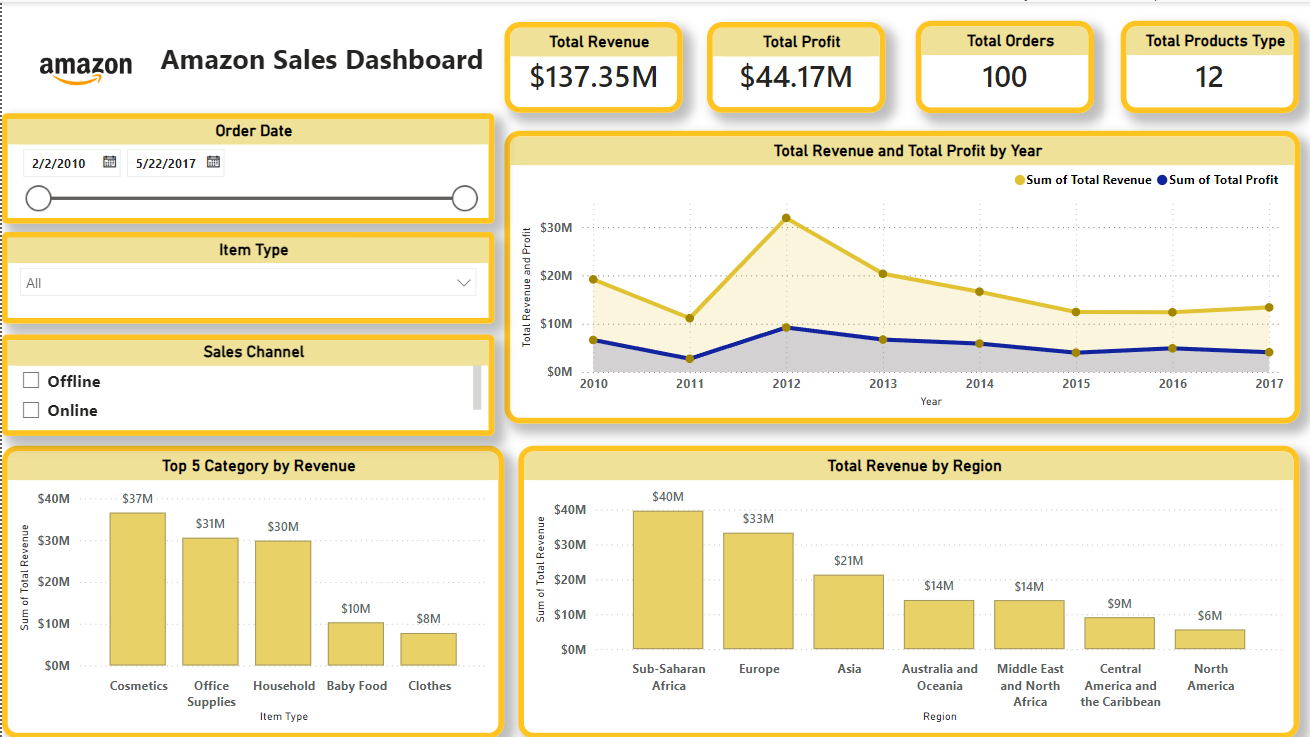 amazon
Amazon Sales Dashboard
Total Revenue
$137.35M
Total Profit
$44.17M
Total Orders
100
Total Products Type
12
Order Date
2/2/2010
5/22/2017
Item Type
All
Sales Channel
Offline
Online
Total Revenue and Total Profit by Year
Sum of Total Revenue
Sum of Total Profit
Total Revenue and Profit
$30M
$20M
$10M
$0M
2010 2011 2012 2013 2014 2015 2016 2017
Year
Top 5 Category by Revenue
Sum of Total Revenue
$40M
$30M
$20M
$10M
$0M
$37M
$31M
$30M
$10M
$8M
Cosmetics
Office
Supplies
Household
Baby Food
Clothes
Item Type
Total Revenue by Region
Sum of Total Revenue
$40M
$30M
$20M
$10M
$0M
$40M
$33M
$21M
$14M
$14M
$9M
$6M
Sub-Saharan
Africa
Europe
Asia
Australia and
Oceania
Middle East
and North
Africa
Central
America and
the Caribbean
North
America
Region